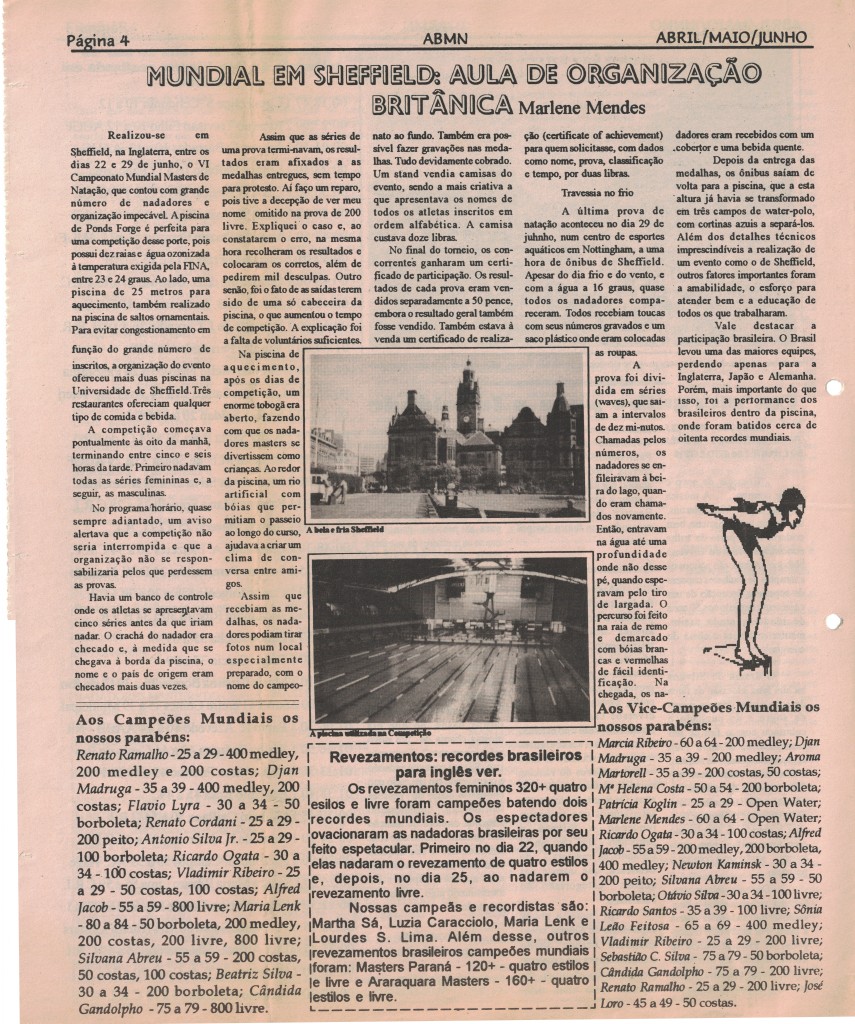 Página 4
ABMN
ABRIL/MAIO/JUNHO
MUNDIAL EM SHEFFIELD: AULA DE ORGANIZAÇÃO
BRITÂNICA Marlene Mendes
Realizou-se em
Sheffield, na Inglaterra, entre os
dias 22 e 29 de junho, o VI
Campeonato Mundial Masters de
Natação, que contou com grande
número de nadadores e
organização impecável. A piscina
de Ponds Forge é perfeita para
uma competição desse porte, pois
possui dez raias e água ozonizada
à temperatura exigida pela FINA,
entre 23 e 24 graus. Ao lado, uma
piscina de 25 metros para
aquecimento, também realizado
na piscina de saltos ornamentais.
Para evitar congestionamento em
função do grande número de
inscritos, a organização do evento
ofereceu mais duas piscinas na
Universidade de Sheffield. Três
restaurantes ofereciam qualquer
tipo de comida e bebida.
A competição começava
pontualmente às oito da manhã,
terminando entre cinco e seis
horas da tarde. Primeiro nadavam
todas as séries femininas e, a
seguir, as masculinas.
No programa/horário, quase
sempre adiantado, um aviso
alertava que a competição não
seria interrompida e que a
organização não se respon-
sabilizaria pelos que perdessem
as provas.
Havia um banco de controle
onde os atletas se apresentavam
cinco séries antes da que iriam
nadar. O crachá do nadador era
checado e, à medida que se
chegava à borda da piscina, o
nome e o país de origem eram
checados mais duas vezes.
Assim que as séries de
uma prova termi-navam, os resul-
tados eram afixados a as
medalhas entregues, sem tempo
para protesto. Aí faço um reparo,
pois tive a decepção de ver meu
nome omitido na prova de 200
livre. Expliquei o caso e, ao
constatarem o erro, na mesma
hora recolheram os resultados e
colocaram os corretos, além de
pedirem mil desculpas. Outro
senão, foi o fato de as saídas terem
sido de uma só cabeceira da
piscina, o que aumentou o tempo
de competição. A explicação foi
a falta de voluntários suficientes.
Na piscina de
aquecimento,
após os dias de
competição, um
enorme tobogã era
aberto, fazendo
com que os nada-
dores masters se
divertissem como
crianças. Ao redor
da piscina, um rio
artificial com
bóias que per-
mitiam o passeio
ao longo do curso,
ajudava a criar um
clima de con-
versa entre ami-
gos.
Assim que
recebiam as me-
dalhas, os nada-
dores podiam tirar
fotos num local
especialmente
preparado, com o
nome do campeo-
nato ao fundo. Também era pos-
sível fazer gravações nas meda-
lhas. Tudo devidamente cobrado.
Um stand vendia camisas do
evento, sendo a mais criativa a
que apresentava os nomes de
todos os atletas inscritos em
ordem alfabética. A camisa
custava doze libras.
No final do torneio, os con-
correntes ganharam um certi-
ficado de participação. Os resul-
tados de cada prova eram ven-
didos separadamente a 50 pence,
embora o resultado geral também
fosse vendido. Também estava à
venda um certificado de realiza-
ção (certificate of achievement)
para quem solicitasse, com dados
como nome, prova, classificação
e tempo, por duas libras.
Travessia no frio
A última prova de
natação aconteceu no dia 29 de
juhnho, num centro de esportes
aquáticos em Nottingham, a uma
hora de ônibus de Sheffield.
Apesar do dia frio e do vento, e
com a água a 16 graus, quase
todos os nadadores compa-
receram. Todos recebiam toucas
com seus números gravados e um
saco plástico onde eram colocadas
as roupas.
A
prova foi divi-
dida em séries
(waves), que saí-
am a intervalos
de dez mi-nutos.
Chamadas pelos
números, os
nadadores se en-
fileiravam à bei-
ra do lago, quan-
do eram chama-
dos novamente.
Então, entravam
na água até uma
profundidade
onde não desse
pé, quando espe-
ravam pelo tiro
de largada. O
percurso foi feito
na raia de remo
e demarcado
com bóias bran-
cas e vermelhas
de fácil identi-
ficação. Na
chegada, os na-
dadores eram recebidos com um
cobertor e uma bebida quente.
Depois da entrega das
medalhas, os ônibus saíam de
volta para a piscina, que a esta
altura já havia se transformado
em três campos de water-polo,
com cortinas azuis a separá-los.
Além dos detalhes técnicos
imprescindíveis a realização de
um evento como o de Sheffield,
outros fatores importantes foram
a amabilidade, o esforço para
atender bem e a educação de
todos os que trabalharam.
Vale destacar a
participação brasileira. O Brasil
levou uma das maiores equipes,
perdendo apenas para a
Inglaterra, Japão e Alemanha.
Porém, mais importante do que
isso, foi a performance dos
brasileiros dentro da piscina,
onde foram batidos cerca de
oitenta recordes mundiais.
A bela e fria Sheffield
A piscina utilizada na Competição
Aos Campeões Mundiais os
nossos parabéns:
Renato Ramalho - 25 a 29 - 400 medley,
200 medley e 200 costas; Djan
Madruga - 35 a 39 - 400 medley, 200
costas; Flavio Lyra - 30 a 34 - 50
borboleta; Renato Cordani - 25 a 29 -
200 peito; Antonio Silva Jr. - 25 a 29 -
100 borboleta; Ricardo Ogata - 30 a
34 - 100 costas; Vladimir Ribeiro - 25
a 29 - 50 costas, 100 costas; Alfred
Jacob - 55 a 59 - 800 livre; Maria Lenk
- 80 a 84 - 50 borboleta, 200 medley,
200 costas, 200 livre, 800 livre;
Silvana Abreu - 55 a 59 - 200 costas,
50 costas, 100 costas; Beatriz Silva -
30 a 34 - 200 borboleta; Cândida
Gandolpho - 75 a 79 - 800 livre.
Revezamentos: recordes brasileiros
para inglês ver.
Os revezamentos femininos 320+ quatro
esilos e livre foram campeões batendo dois
recordes mundiais. Os espectadores
ovacionaram as nadadoras brasileiras por seu
feito espetacular. Primeiro no dia 22, quando
elas nadaram o revezamento de quatro estilos
e, depois, no dia 25, ao nadarem o
revezamento livre.
Nossas campeãs e recordistas são:
Martha Sá, Luzia Caracciolo, Maria Lenk e
Lourdes S. Lima. Além desse, outros
revezamentos brasileiros campeões mundiais
foram: Masters Paraná - 120+ - quatro estilos
e livre e Araraquara Masters - 160+ - quatro
estilos e livre.
Aos Vice-Campeões Mundiais os
nossos parabéns:
Marcia Ribeiro - 60 a 64 - 200 medley; Djan
Madruga - 35 a 39 - 200 medley; Aroma
Martorell - 35 a 39 - 200 costas, 50 costas;
Mª Helena Costa - 50 a 54 - 200 borboleta;
Patrícia Koglin - 25 a 29 - Open Water;
Marlene Mendes - 60 a 64 - Open Water;
Ricardo Ogata - 30 a 34 - 100 costas; Alfred
Jacob - 55 a 59 - 200 medley, 200 borboleta,
400 medley; Newton Kaminsk - 30 a 34 -
200 peito; Silvana Abreu - 55 a 59 - 50
borboleta; Otávio Silva - 30 a 34 - 100 livre;
Ricardo Santos - 35 a 39 - 100 livre; Sônia
Leão Feitosa - 65 a 69 - 400 medley;
Vladimir Ribeiro - 25 a 29 - 200 livre;
Sebastião C. Silva - 75 a 79 - 50 borboleta;
Cândida Gandolpho - 75 a 79 - 200 livre;
Renato Ramalho - 25 a 29 - 200 livre; José
Loro - 45 a 49 - 50 costas.